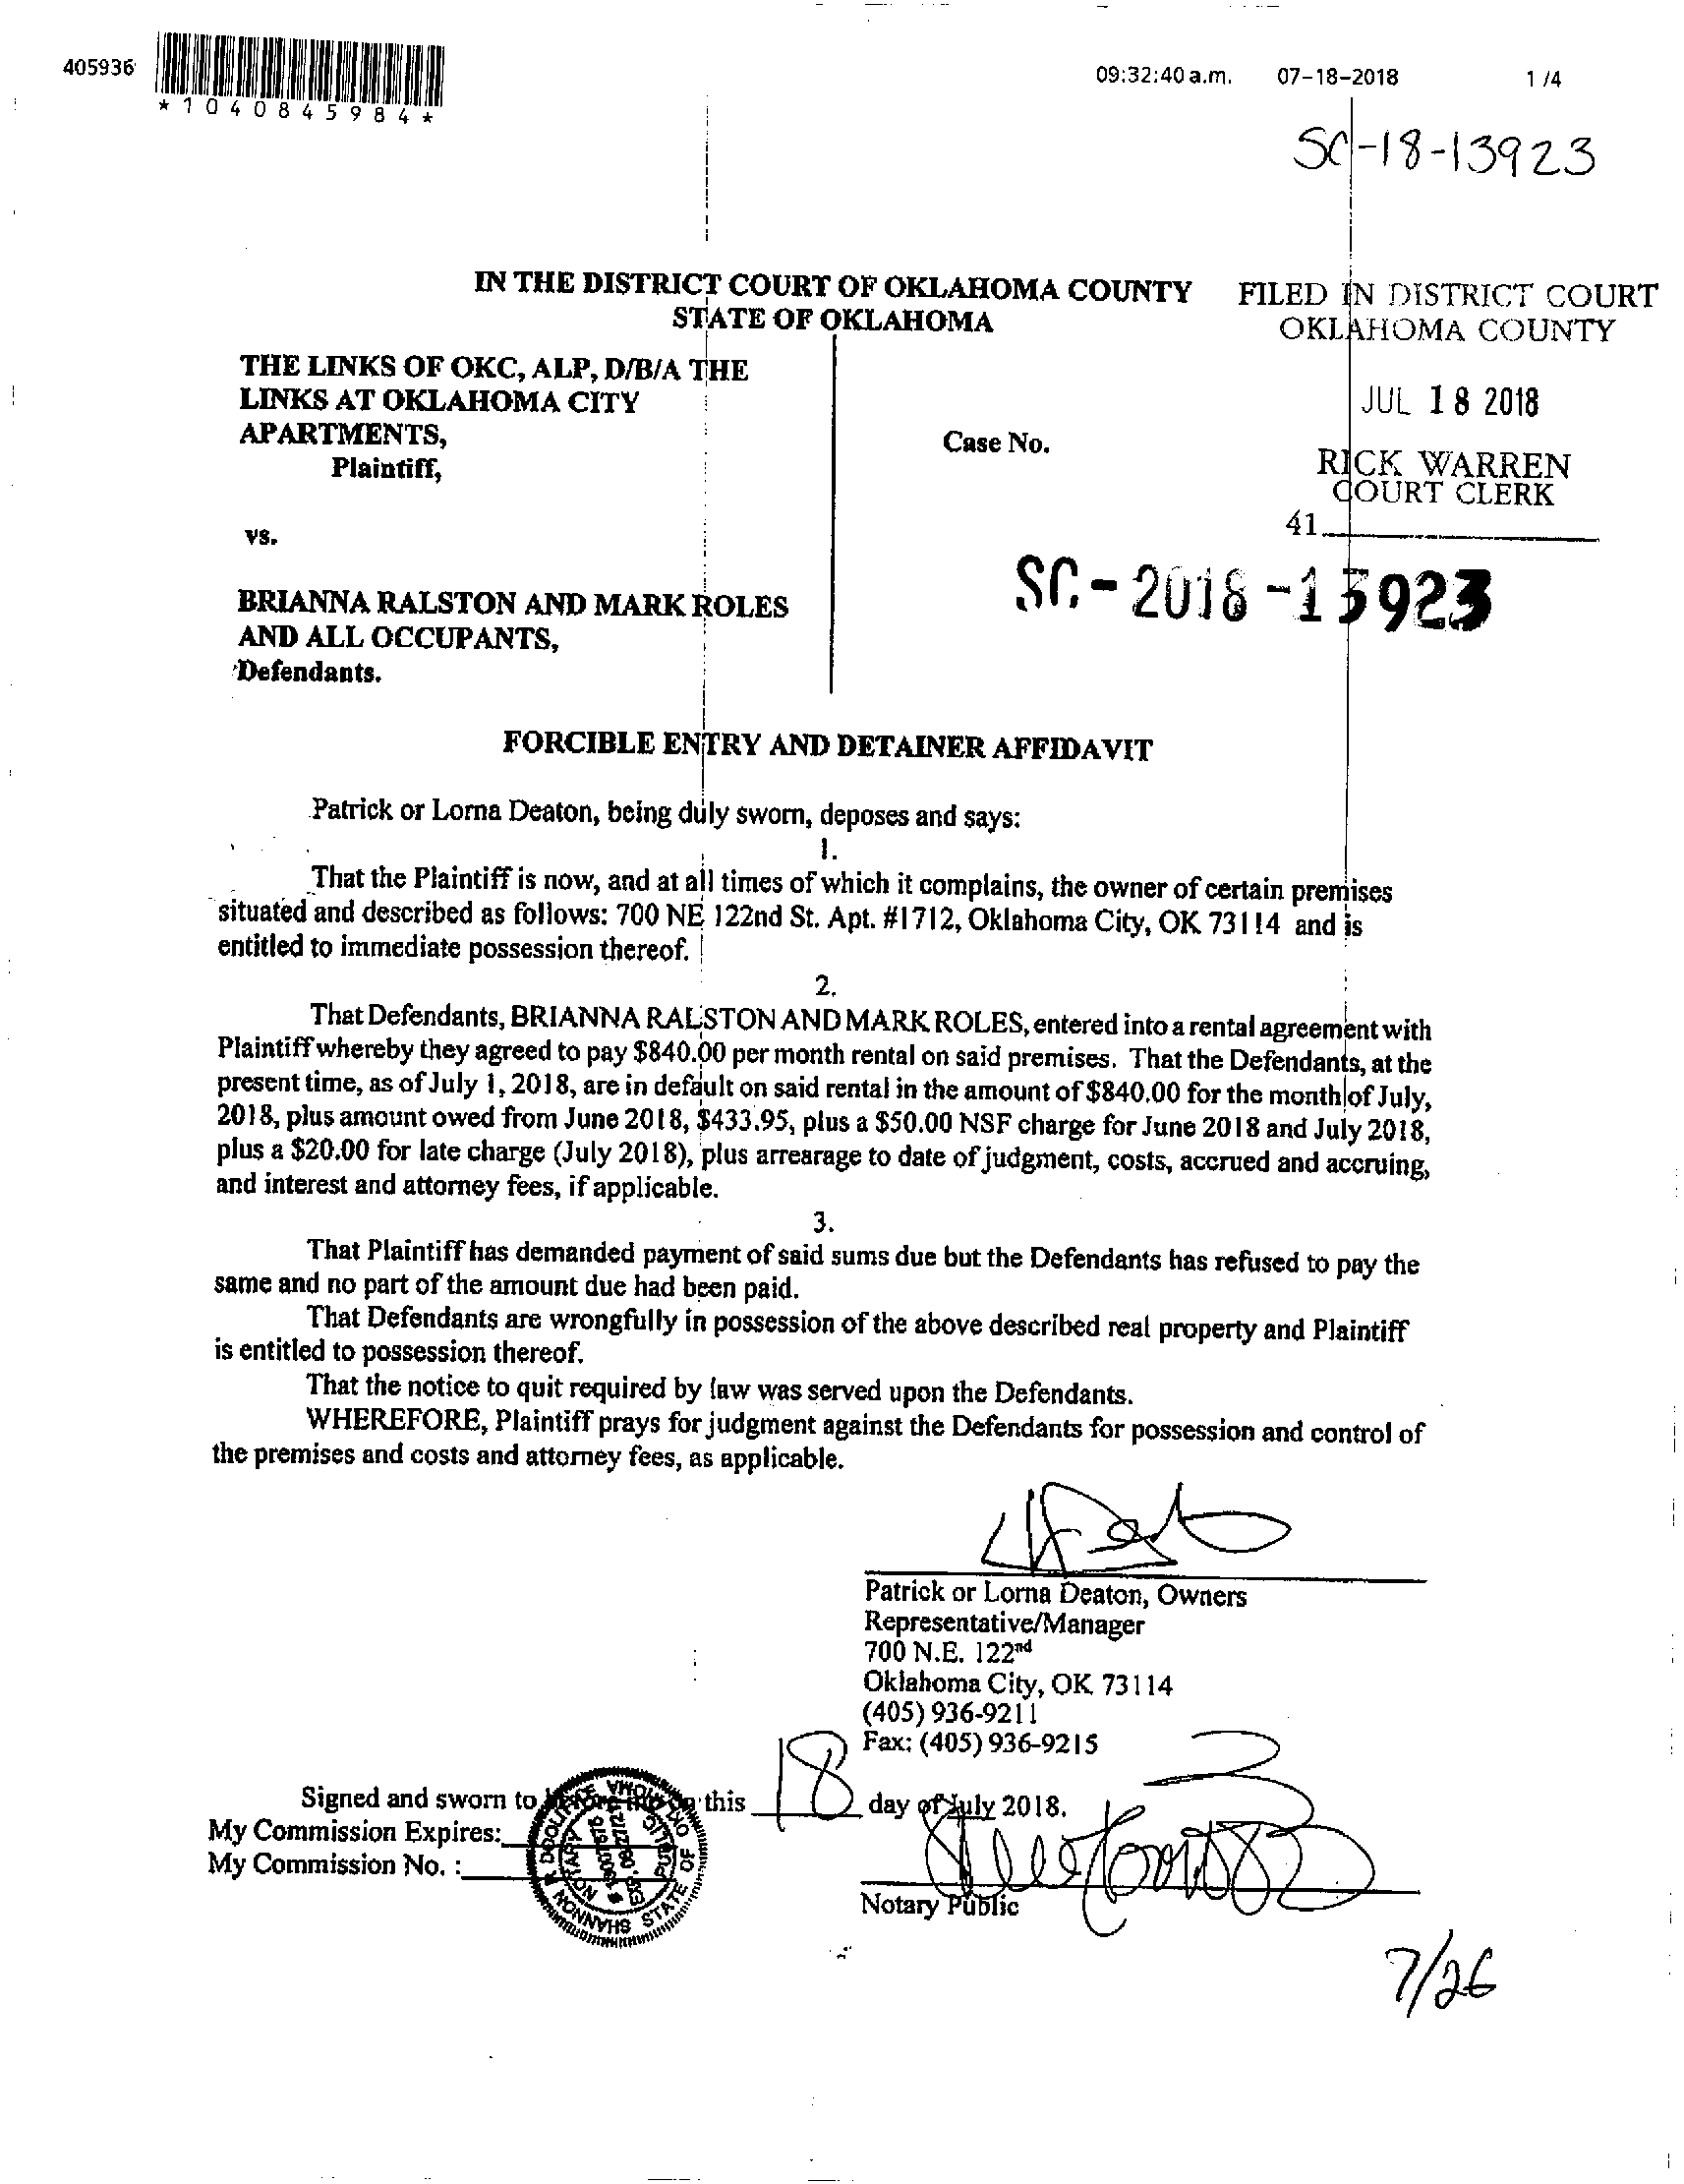 405936
*1040845984*
09:32:40 a.m. 07-18-2018 1 /4
SC-18-13923
IN THE DISTRICT COURT OF OKLAHOMA COUNTY
STATE OF OKLAHOMA
FILED IN DISTRICT COURT
OKLAHOMA COUNTY
JUL 18 2018
RICK WARREN
COURT CLERK
41
THE LINKS OF OKC, ALP, D/B/A THE
LINKS AT OKLAHOMA CITY
APARTMENTS,
Plaintiff,
vs.
BRIANNA RALSTON AND MARK ROLES
AND ALL OCCUPANTS,
Defendants.
Case No.
SC-2018-13923
FORCIBLE ENTRY AND DETAINER AFFIDAVIT
Patrick or Lorna Deaton, being duly sworn, deposes and says:
1.
That the Plaintiff is now, and at all times of which it complains, the owner of certain premises
situated and described as follows: 700 NE 122nd St. Apt. #1712, Oklahoma City, OK 73114 and is
entitled to immediate possession thereof.
2.
That Defendants, BRIANNA RALSTON AND MARK ROLES, entered into a rental agreement with
Plaintiff whereby they agreed to pay $840.00 per month rental on said premises. That the Defendants, at the
present time, as of July 1, 2018, are in default on said rental in the amount of $840.00 for the month of July,
2018, plus amount owed from June 2018, $433.95, plus a $50.00 NSF charge for June 2018 and July 2018,
plus a $20.00 for late charge (July 2018), plus arrearage to date of judgment, costs, accrued and accruing,
and interest and attorney fees, if applicable.
3.
That Plaintiff has demanded payment of said sums due but the Defendants has refused to pay the
same and no part of the amount due had been paid.
That Defendants are wrongfully in possession of the above described real property and Plaintiff
is entitled to possession thereof.
That the notice to quit required by law was served upon the Defendants.
WHEREFORE, Plaintiff prays for judgment against the Defendants for possession and control of
the premises and costs and attorney fees, as applicable.
Patrick or Lorna Deaton, Owners
Representative/Manager
700 N.E. 122nd
Oklahoma City, OK 73114
(405) 936-9211
Fax: (405) 936-9215
Signed and sworn to before me on this 18 day of July 2018.
My Commission Expires:
My Commission No. :
NOTARY PUBLIC
STATE OF OKLAHOMA
Notary Public
7/26